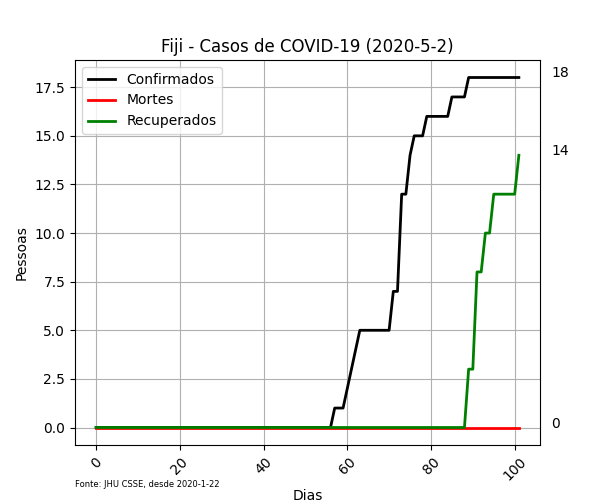 Fiji - Casos de COVID-19 (2020-5-2)
Confirmados
Mortes
Recuperados
18
17.5
15.0
14
12.5
10.0
7.5
5.0
2.5
0.0
0
Pessoas
0 20 40 60 80 100
Fonte: JHU CSSE, desde 2020-1-22
Dias